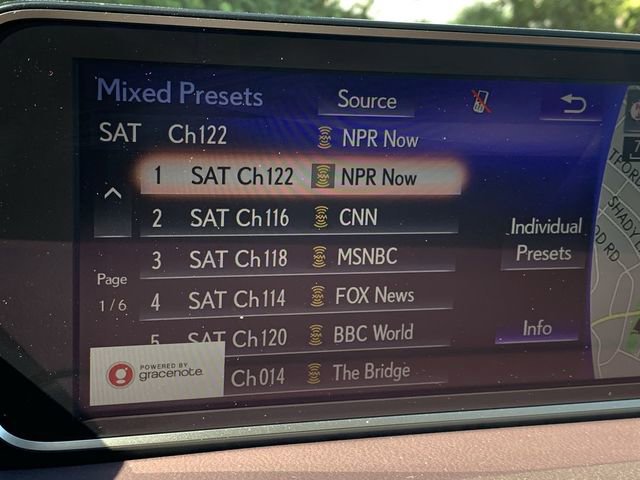 Mixed Presets
Source
SAT Ch122 NPR Now
1 SAT Ch122 NPR Now
2 SAT Ch116 CNN
3 SAT Ch118 MSNBC
4 SAT Ch114 FOX News
5 SAT Ch120 BBC World
Ch014 The Bridge
Page
1/6
Individual
Presets
Info
POWERED BY
gracenote.
SHADY
RD